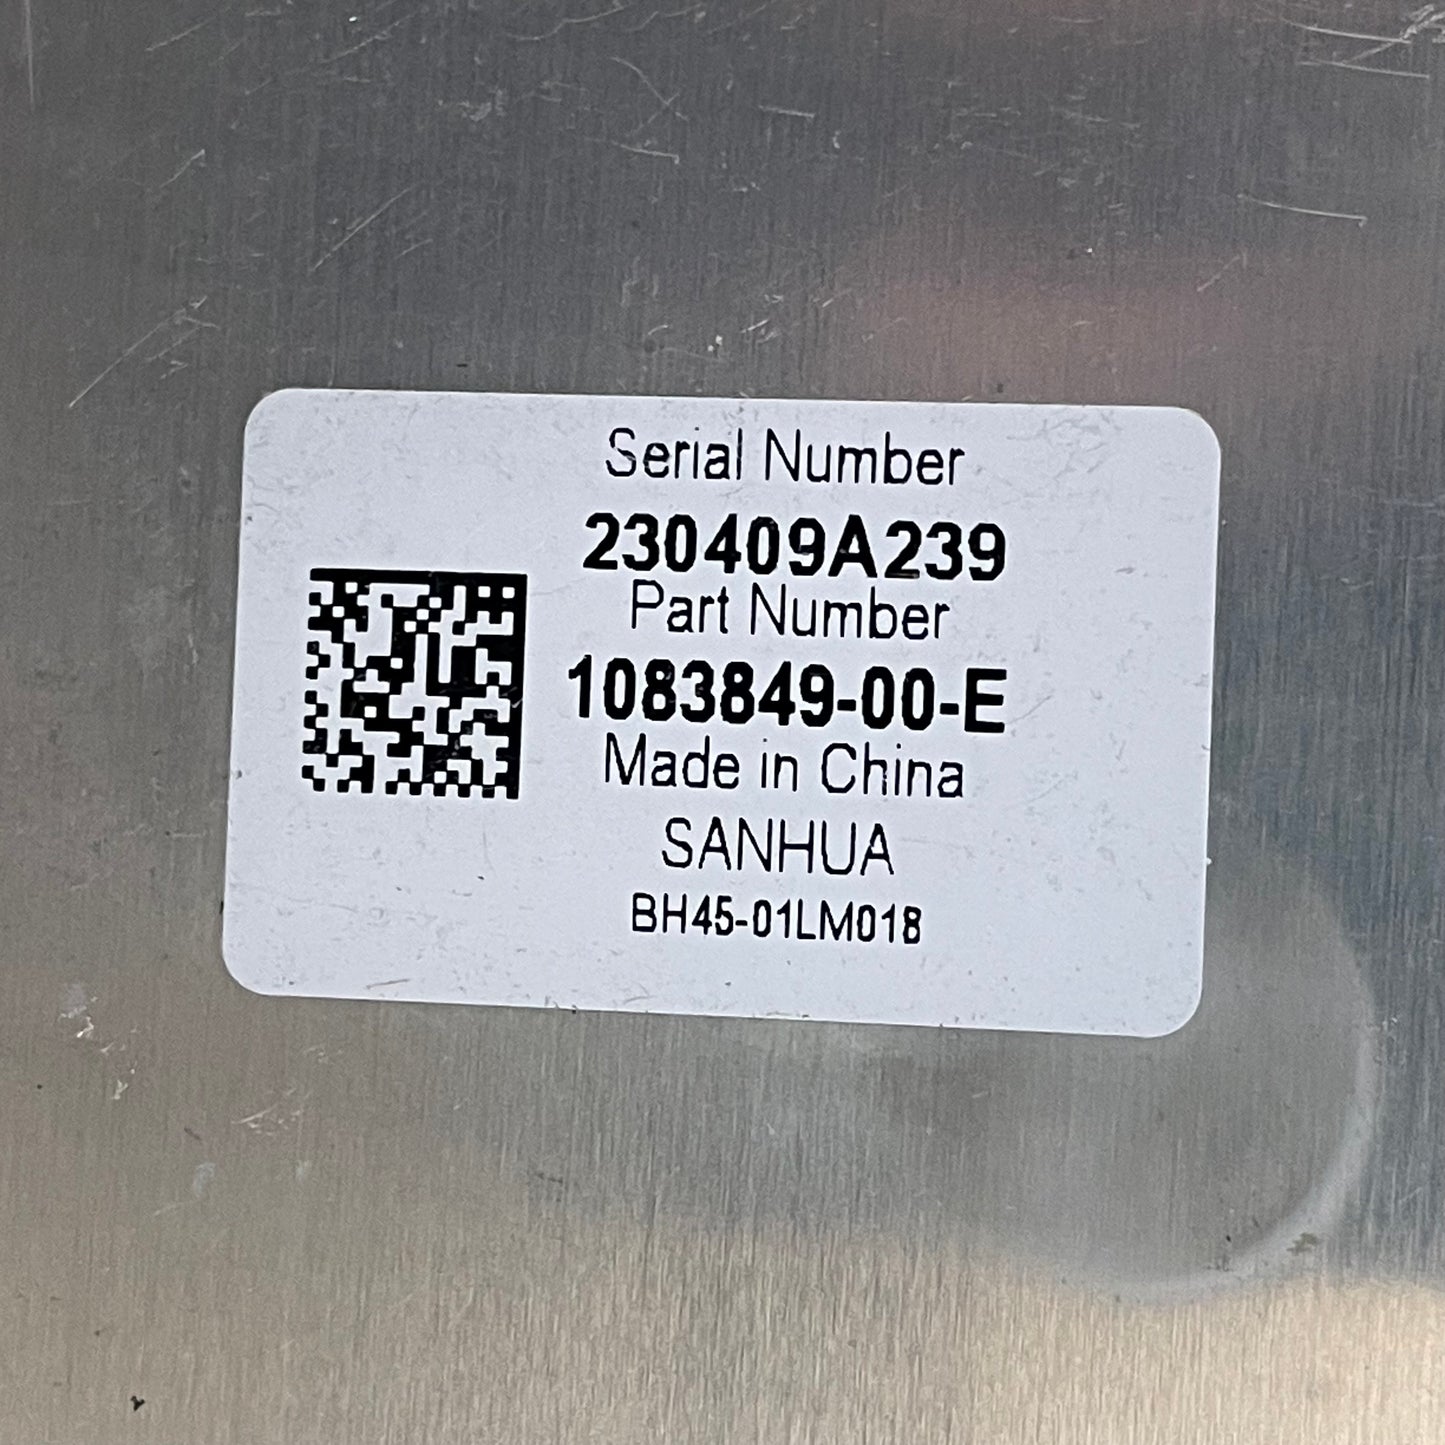 Serial Number
230409A239
Part Number
1083849-00-E
Made in China
SANHUA
BH45-01LM018